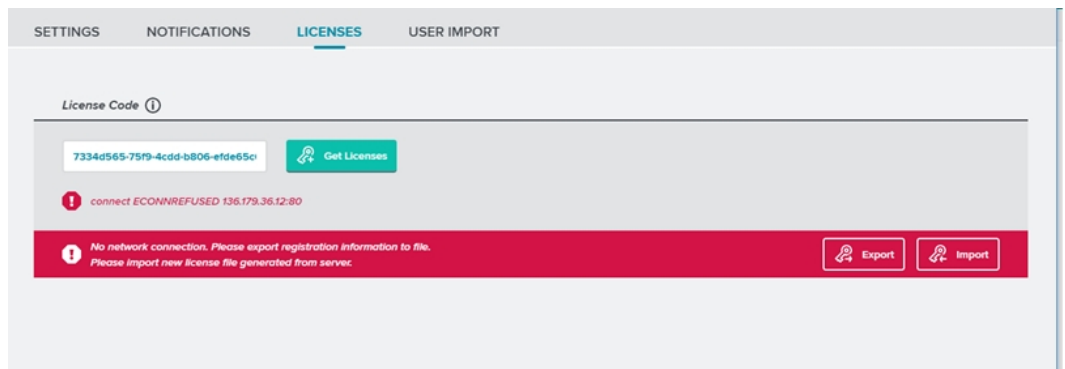 SETTINGS NOTIFICATIONS LICENSES USER IMPORT
License Code
7334d565-75f9-4cdd-b806-efde65c Get Licenses
connect ECONNREFUSED 136.179.36.12:80
No network connection. Please export registration information to file.
Please import new license file generated from server.
Export Import